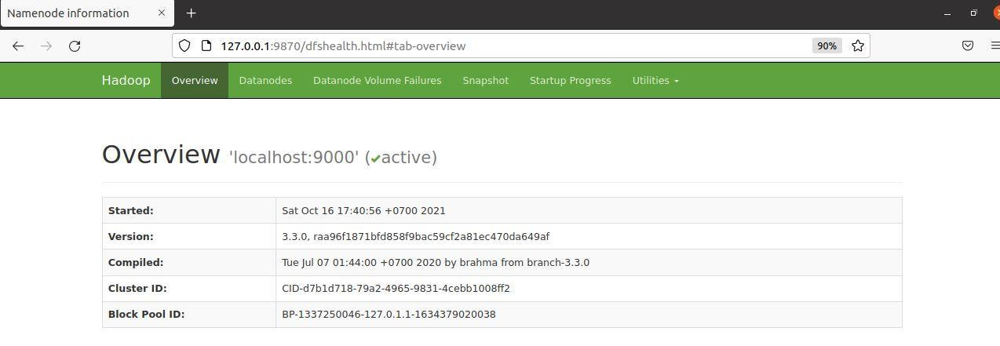 Namenode information
127.0.0.1:9870/dfshealth.html#tab-overview 90%
Hadoop Overview Datanodes Datanode Volume Failures Snapshot Startup Progress Utilities
Overview 'localhost:9000' (✔active)
Started: Sat Oct 16 17:40:56 +0700 2021
Version: 3.3.0, raa96f1871bfd858f9bac59cf2a81ec470da649af
Compiled: Tue Jul 07 01:44:00 +0700 2020 by brahma from branch-3.3.0
Cluster ID: CID-d7b1d718-79a2-4965-9831-4cebb1008ff2
Block Pool ID: BP-1337250046-127.0.1.1-1634379020038